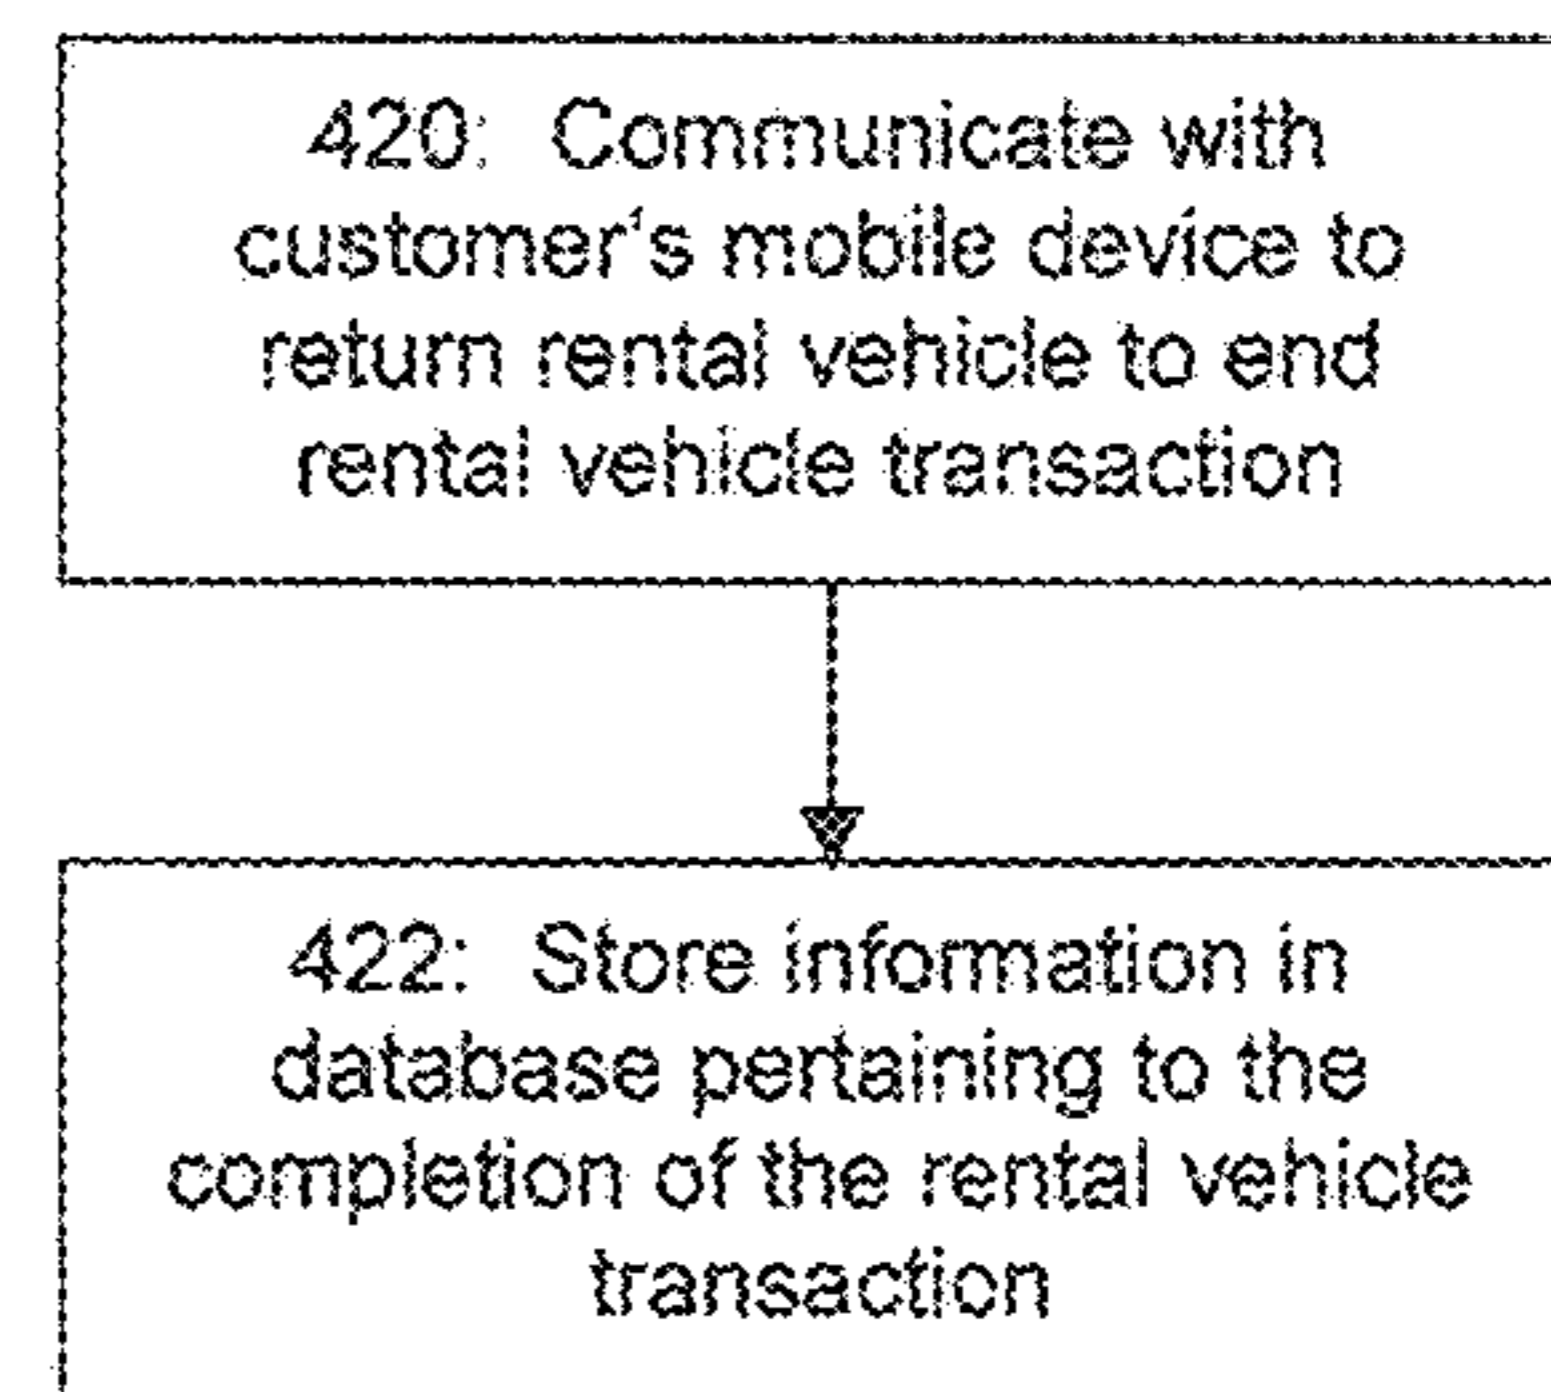 420: Communicate with
customer's mobile device to
return rental vehicle to end
rental vehicle transaction
422: Store information in
database pertaining to the
completion of the rental vehicle
transaction